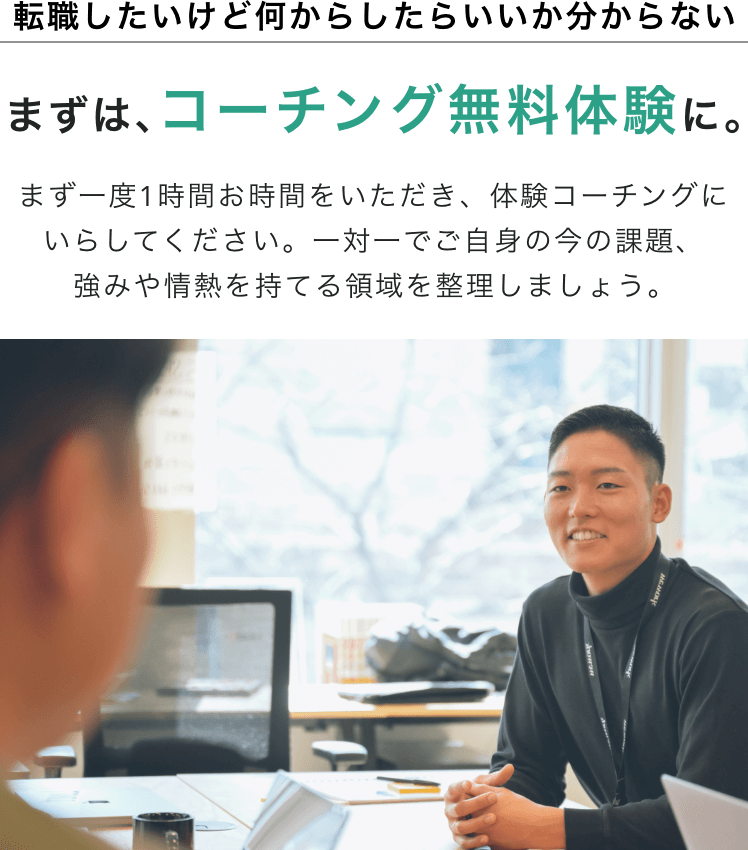 転職したいけど何からしたらいいか分からない
まずは、コーチング無料体験に。
まず一度1時間お時間をいただき、体験コーチングに
いらしてください。一対一でご自身の今の課題、
強みや情熱を持てる領域を整理しましょう。